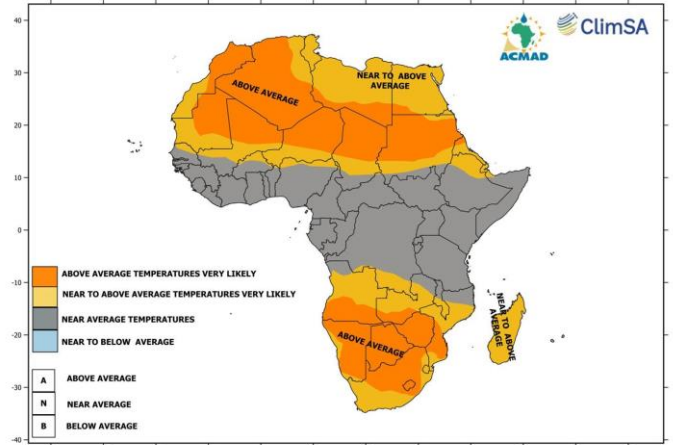 40
30
20
10
0
-10
-20
-30
-40
ACMAD
ClimSA
NEAR TO ABOVE
AVERAGE
ABOVE AVERAGE
ABOVE AVERAGE
NEAR TO ABOVE
AVERAGE
ABOVE AVERAGE TEMPERATURES VERY LIKELY
NEAR TO ABOVE AVERAGE TEMPERATURES VERY LIKELY
NEAR AVERAGE TEMPERATURES
NEAR TO BELOW AVERAGE
A ABOVE AVERAGE
N NEAR AVERAGE
B BELOW AVERAGE